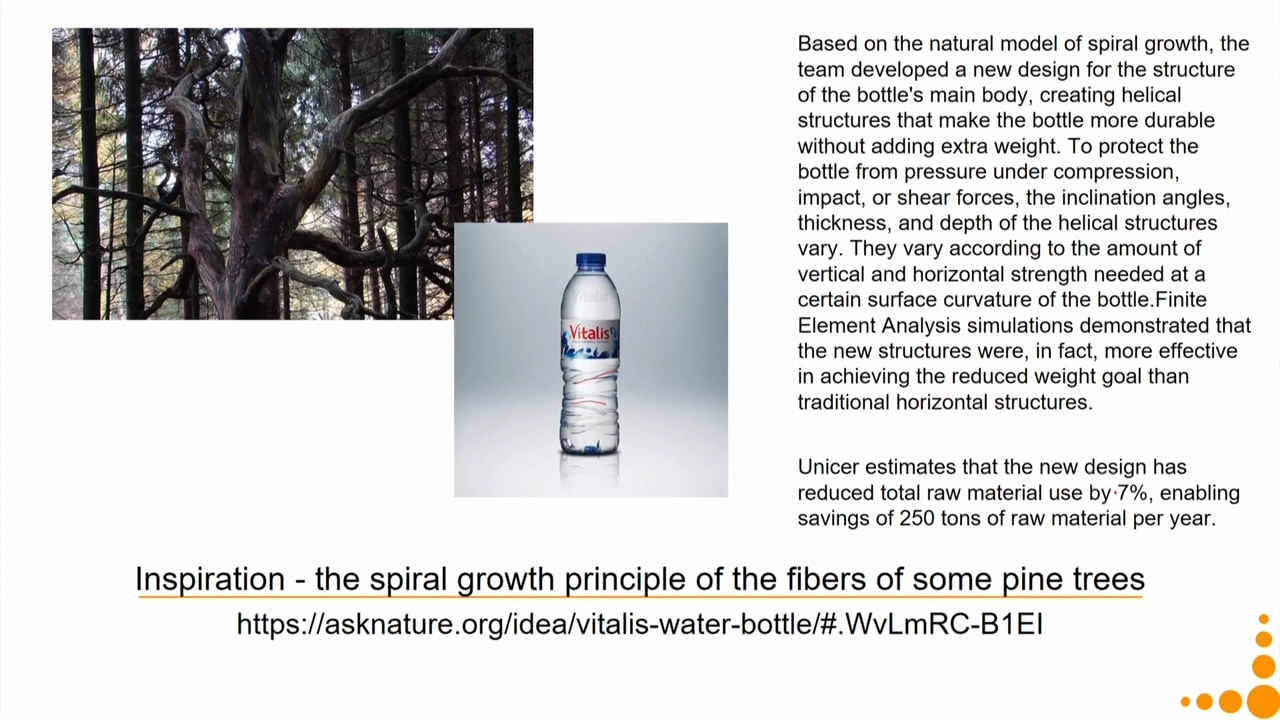 Based on the natural model of spiral growth, the
team developed a new design for the structure
of the bottle's main body, creating helical
structures that make the bottle more durable
without adding extra weight. To protect the
bottle from pressure under compression,
impact, or shear forces, the inclination angles,
thickness, and depth of the helical structures
vary. They vary according to the amount of
vertical and horizontal strength needed at a
certain surface curvature of the bottle.Finite
Element Analysis simulations demonstrated that
the new structures were, in fact, more effective
in achieving the reduced weight goal than
traditional horizontal structures.
Vitalis
Vitalis
Unicer estimates that the new design has
reduced total raw material use by 7%, enabling
savings of 250 tons of raw material per year.
Inspiration - the spiral growth principle of the fibers of some pine trees
https://asknature.org/idea/vitalis-water-bottle/#.WvLmRC-B1EI